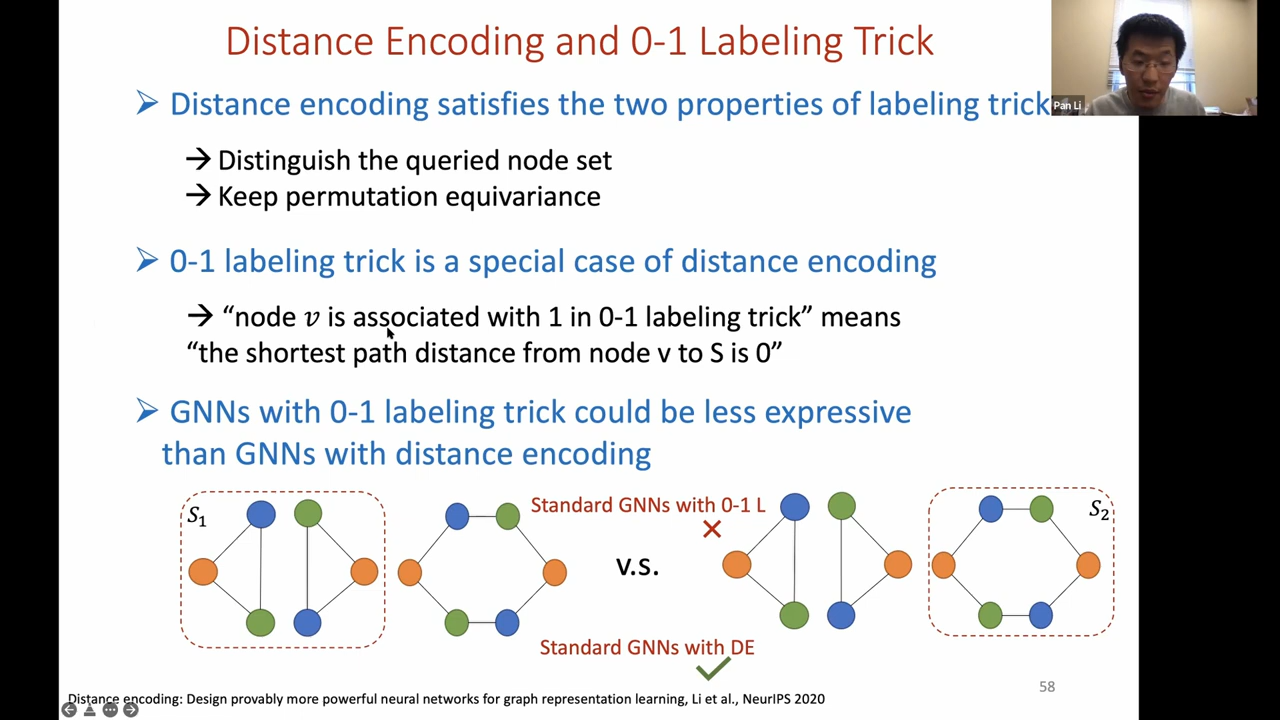 Distance Encoding and 0-1 Labeling Trick
➢ Distance encoding satisfies the two properties of labeling trick
Pan Li
→ Distinguish the queried node set
→ Keep permutation equivariance
➢ 0-1 labeling trick is a special case of distance encoding
→ “node v is associated with 1 in 0-1 labeling trick” means
“the shortest path distance from node v to S is 0”
➢ GNNs with 0-1 labeling trick could be less expressive
than GNNs with distance encoding
S₁
Standard GNNs with 0-1 L
S₂
v.s.
Standard GNNs with DE
58
Distance encoding: Design provably more powerful neural networks for graph representation learning, Li et al., NeurIPS 2020